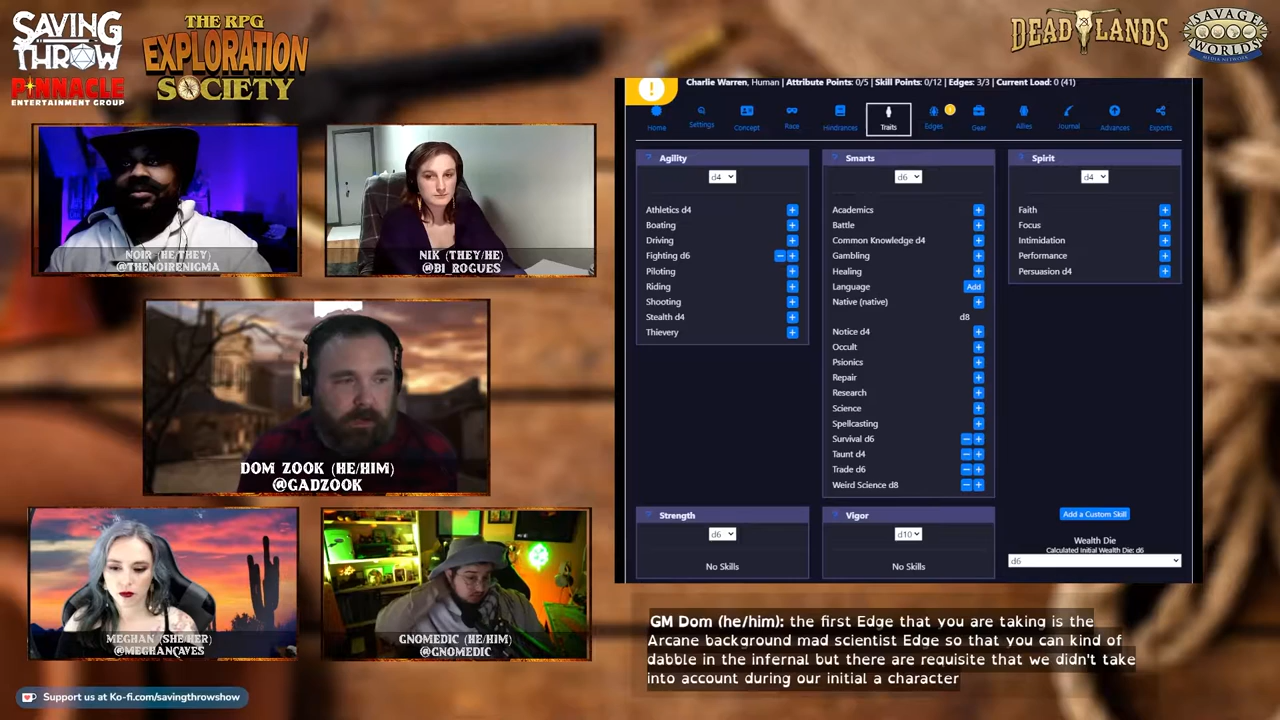 SAVING
THROW
PINNACLE
ENTERTAINMENT GROUP
THE RPG
EXPLORATION
SOCIETY
DEADLANDS
SAVAGE
WORLDS
MEDIA NETWORK
NOIR (HE/THEY)
@THENOIRENIGMA
NIK (THEY/HE)
@BI_ROGUES
DOM ZOOK (HE/HIM)
@GADZOOK
MEGHAN (SHE/HER)
@MEGHANCAVES
GNOMEDIC (HE/HIM)
@GNOMEDIC
Support us at Ko-fi.com/savingthrowshow
!
Charlie Warren, Human | Attribute Points: 0/5 | Skill Points: 0/12 | Edges: 3/3 | Current Load: 0 (41)
Home
Settings
Concept
Race
Hindrances
Traits
Edges
Gear
Allies
Journal
Advances
Exports
? Agility
d4
Athletics d4 +
Boating +
Driving +
Fighting d6 − +
Piloting +
Riding +
Shooting +
Stealth d4 +
Thievery +
? Smarts
d6
Academics +
Battle +
Common Knowledge d4 +
Gambling +
Healing +
Language Add
Native (native) +
d8
Notice d4 +
Occult +
Psionics +
Repair +
Research +
Science +
Spellcasting +
Survival d6 − +
Taunt d4 − +
Trade d6 − +
Weird Science d8 − +
? Spirit
d4
Faith +
Focus +
Intimidation +
Performance +
Persuasion d4 +
? Strength
d6
No Skills
? Vigor
d10
No Skills
Add a Custom Skill
Wealth Die
Calculated Initial Wealth Die: d6
d6
GM Dom (he/him): the first Edge that you are taking is the
Arcane background mad scientist Edge so that you can kind of
dabble in the infernal but there are requisite that we didn't take
into account during our initial a character